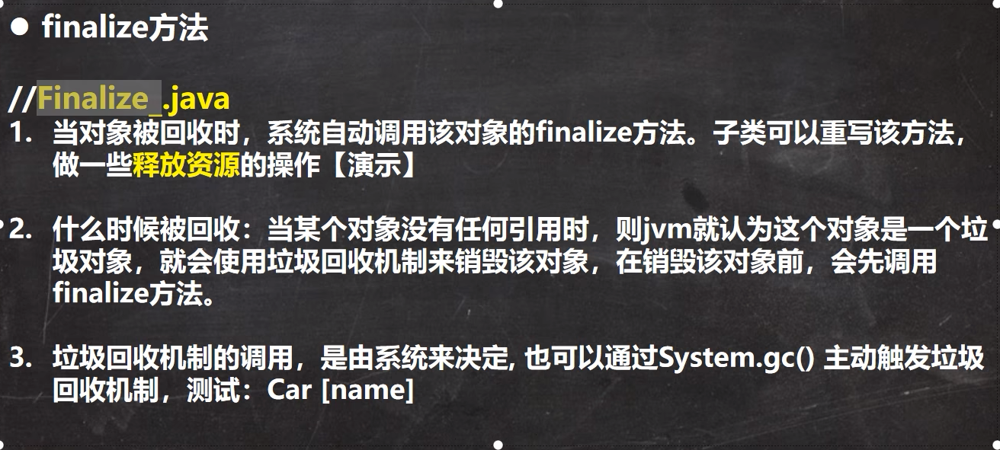 ● finalize方法
//Finalize_.java
1. 当对象被回收时，系统自动调用该对象的finalize方法。子类可以重写该方法，
做一些释放资源的操作【演示】
2. 什么时候被回收：当某个对象没有任何引用时，则jvm就认为这个对象是一个垃
圾对象，就会使用垃圾回收机制来销毁该对象，在销毁该对象前，会先调用
finalize方法。
3. 垃圾回收机制的调用，是由系统来决定, 也可以通过System.gc() 主动触发垃圾
回收机制，测试：Car [name]